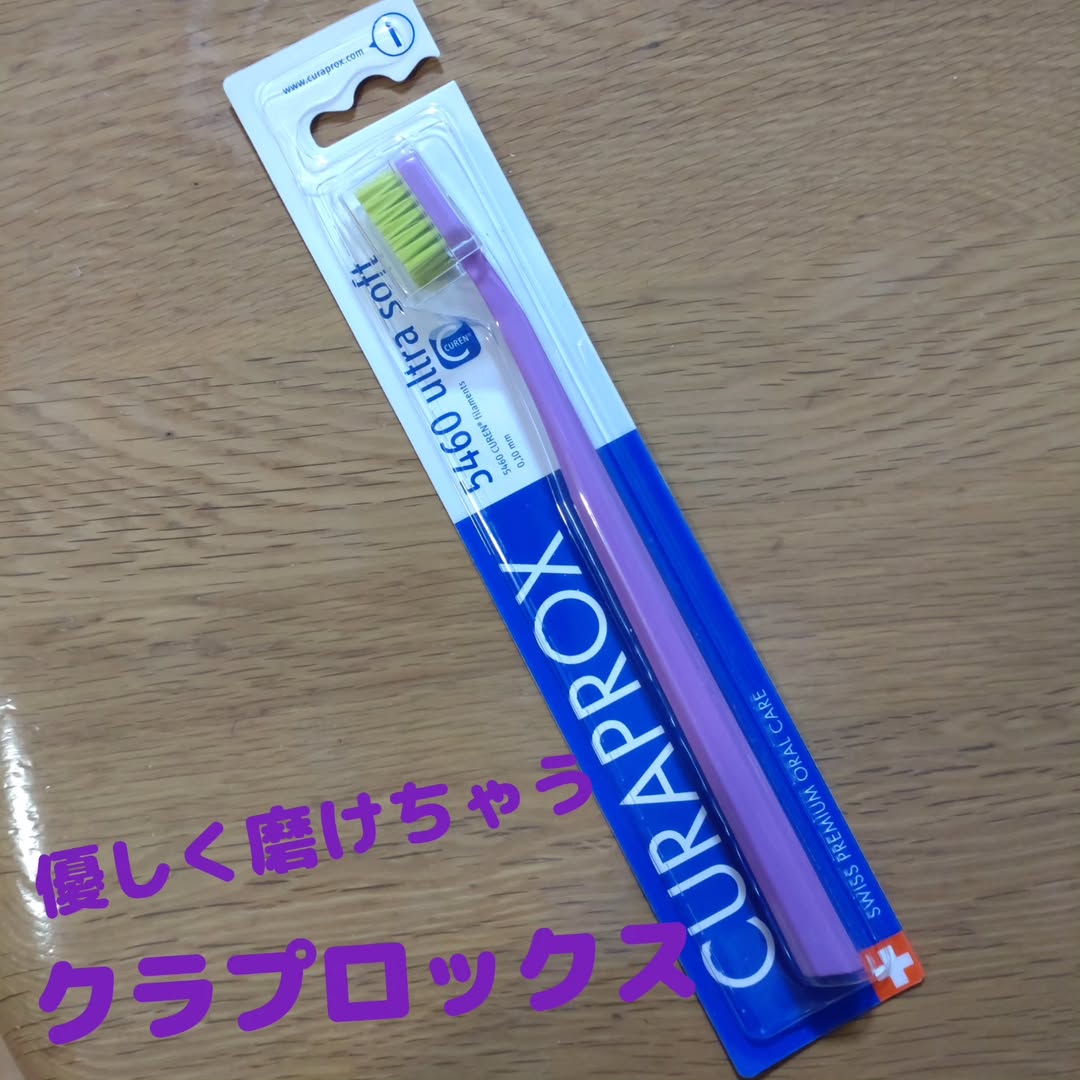 www.curaprox.com
i
5460 ultra soft
CUREN®
5460 CUREN® filaments
0,10 mm
CURAPROX
SWISS PREMIUM ORAL CARE
優しく磨けちゃう
クラプロックス